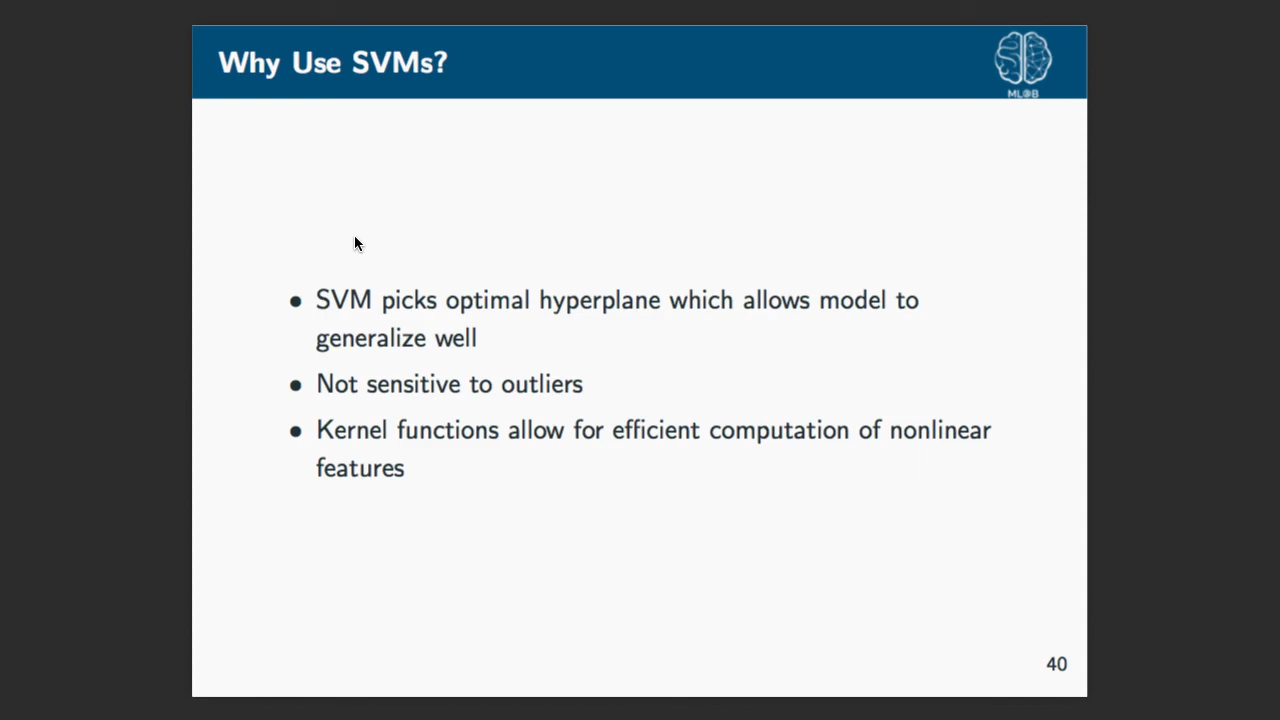 Why Use SVMs?
ML@B
• SVM picks optimal hyperplane which allows model to
generalize well
• Not sensitive to outliers
• Kernel functions allow for efficient computation of nonlinear
features
40